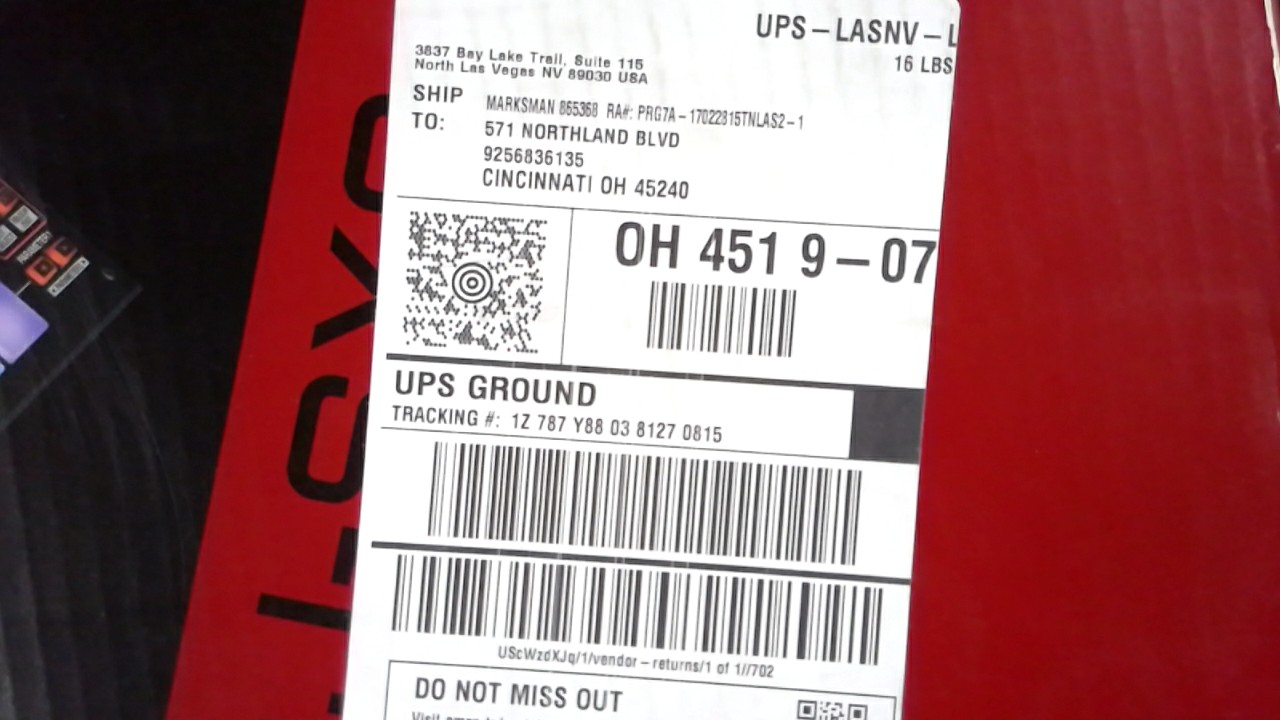 UPS – LASNV – L
16 LBS
3837 Bay Lake Trail, Suite 115
North Las Vegas NV 89030 USA
SHIP
TO:
MARKSMAN 865368 RA#: PRG7A – 17022815TNLAS2 – 1
571 NORTHLAND BLVD
9256836135
CINCINNATI OH 45240
OH 451 9 – 07
UPS GROUND
TRACKING #: 1Z 787 Y88 03 8127 0815
UScWzdXJq/1/vendor – returns/1 of 1//702
DO NOT MISS OUT
Visit